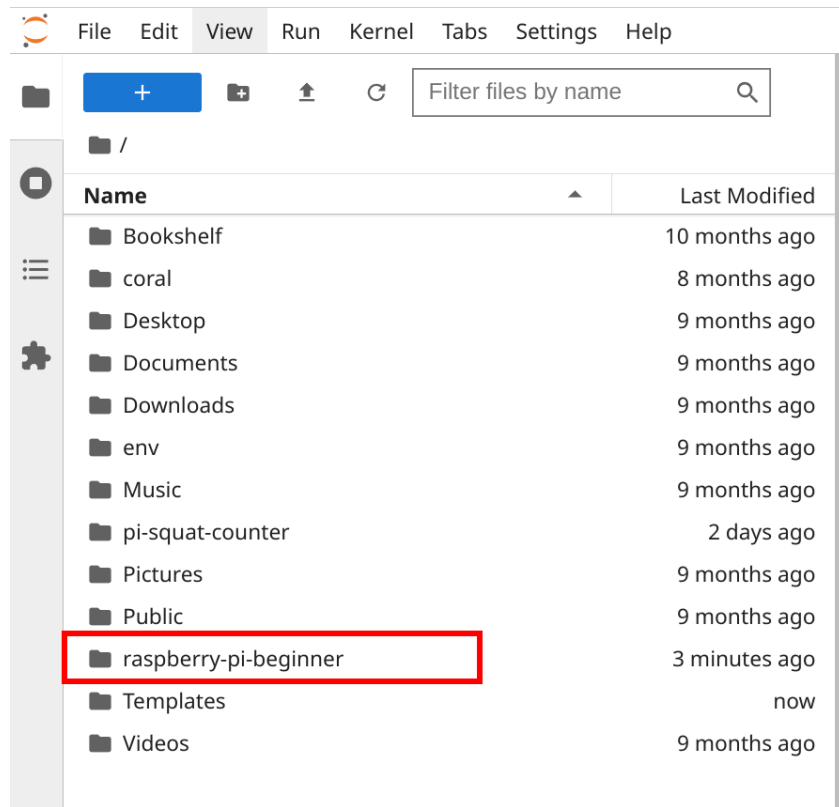 File Edit View Run Kernel Tabs Settings Help
+ Filter files by name
/
Name Last Modified
Bookshelf 10 months ago
coral 8 months ago
Desktop 9 months ago
Documents 9 months ago
Downloads 9 months ago
env 9 months ago
Music 9 months ago
pi-squat-counter 2 days ago
Pictures 9 months ago
Public 9 months ago
raspberry-pi-beginner 3 minutes ago
Templates now
Videos 9 months ago